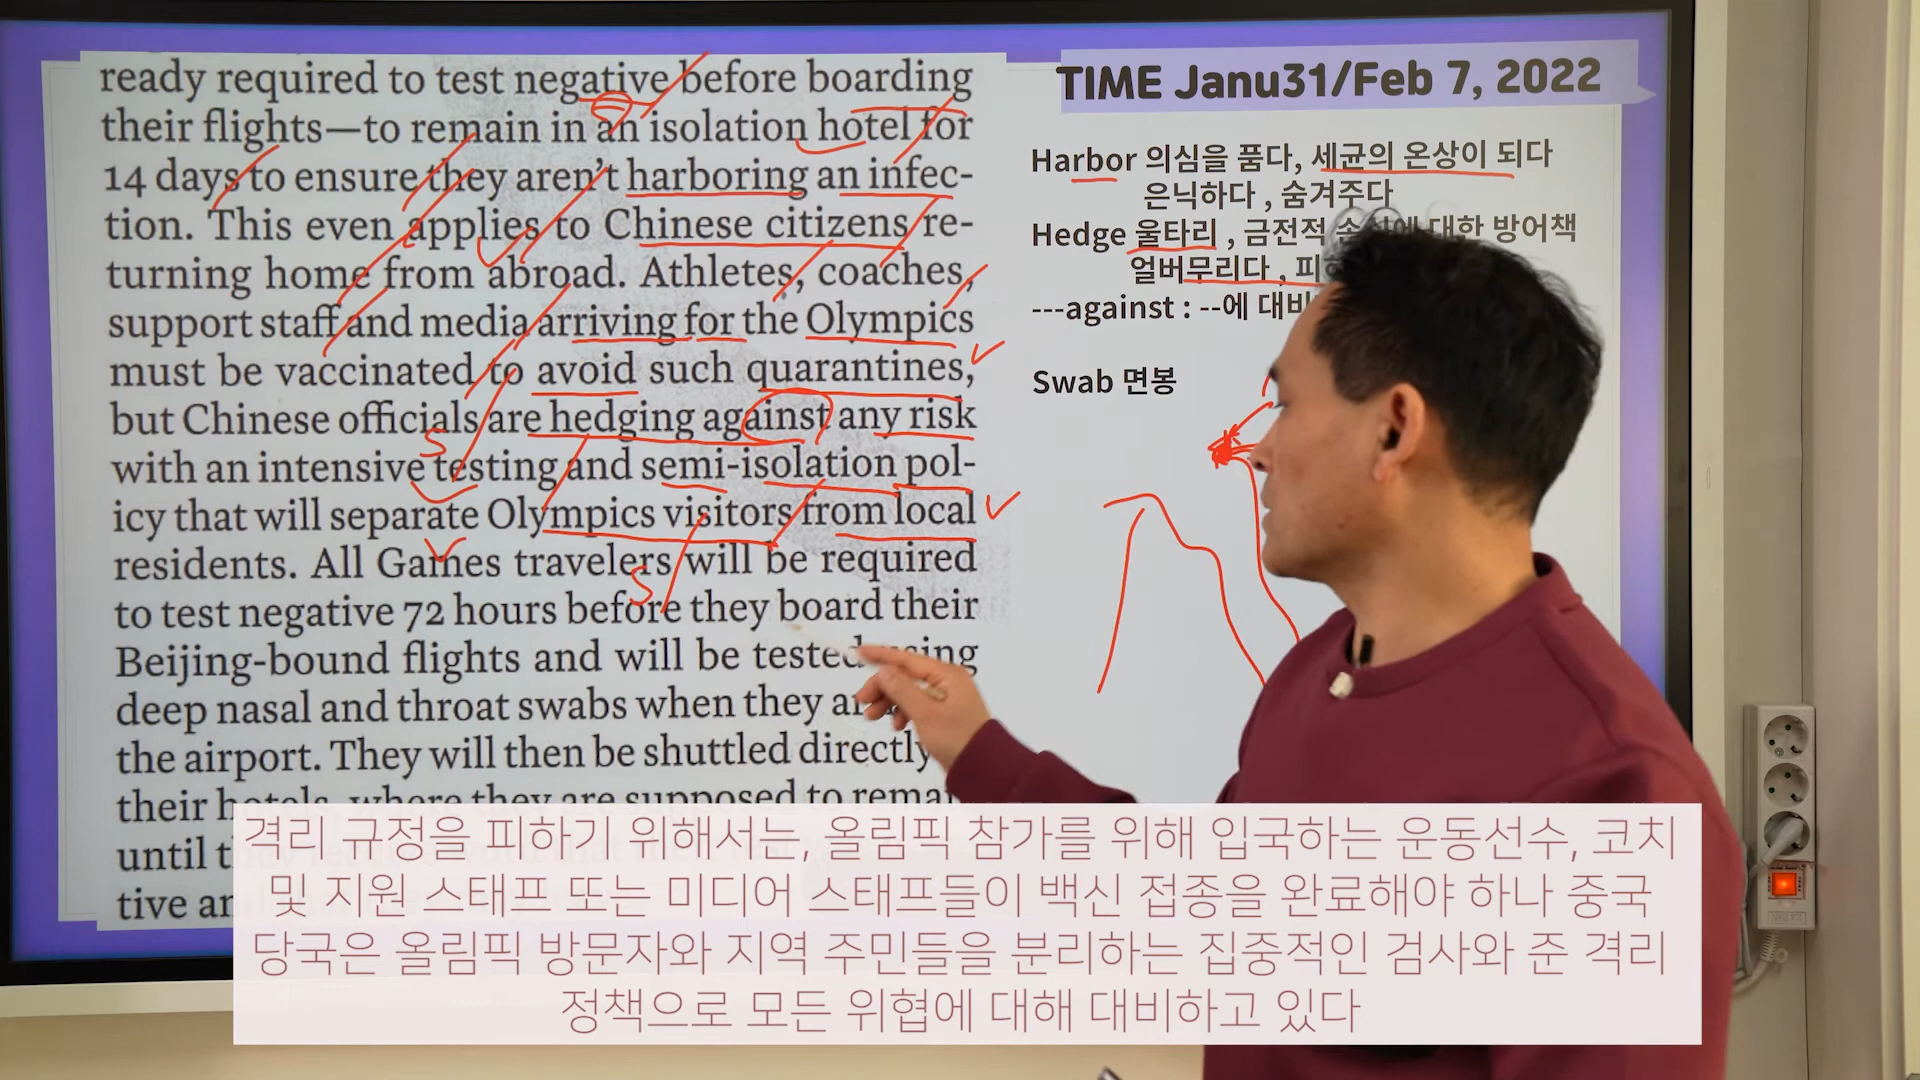 ready required to test negative before boarding
their flights—to remain in an isolation hotel for
14 days to ensure they aren't harboring an infec-
tion. This even applies to Chinese citizens re-
turning home from abroad. Athletes, coaches,
support staff and media arriving for the Olympics
must be vaccinated to avoid such quarantines,
but Chinese officials are hedging against any risk
with an intensive testing and semi-isolation pol-
icy that will separate Olympics visitors from local
residents. All Games travelers will be required
to test negative 72 hours before they board their
Beijing-bound flights and will be tested using
deep nasal and throat swabs when they
the airport. They will then be shuttled directly
their hotels, where they are supposed to
until
tive
TIME Janu31/Feb 7, 2022
Harbor 의심을 품다, 세균의 온상이 되다
은닉하다 , 숨겨주다
Hedge 울타리 , 금전적 손실에 대한 방어책
얼버무리다 ,
---against : --에
Swab 면봉
격리 규정을 피하기 위해서는, 올림픽 참가를 위해 입국하는 운동선수, 코치
및 지원 스태프 또는 미디어 스태프들이 백신 접종을 완료해야 하나 중국
당국은 올림픽 방문자와 지역 주민들을 분리하는 집중적인 검사와 준 격리
정책으로 모든 위협에 대해 대비하고 있다